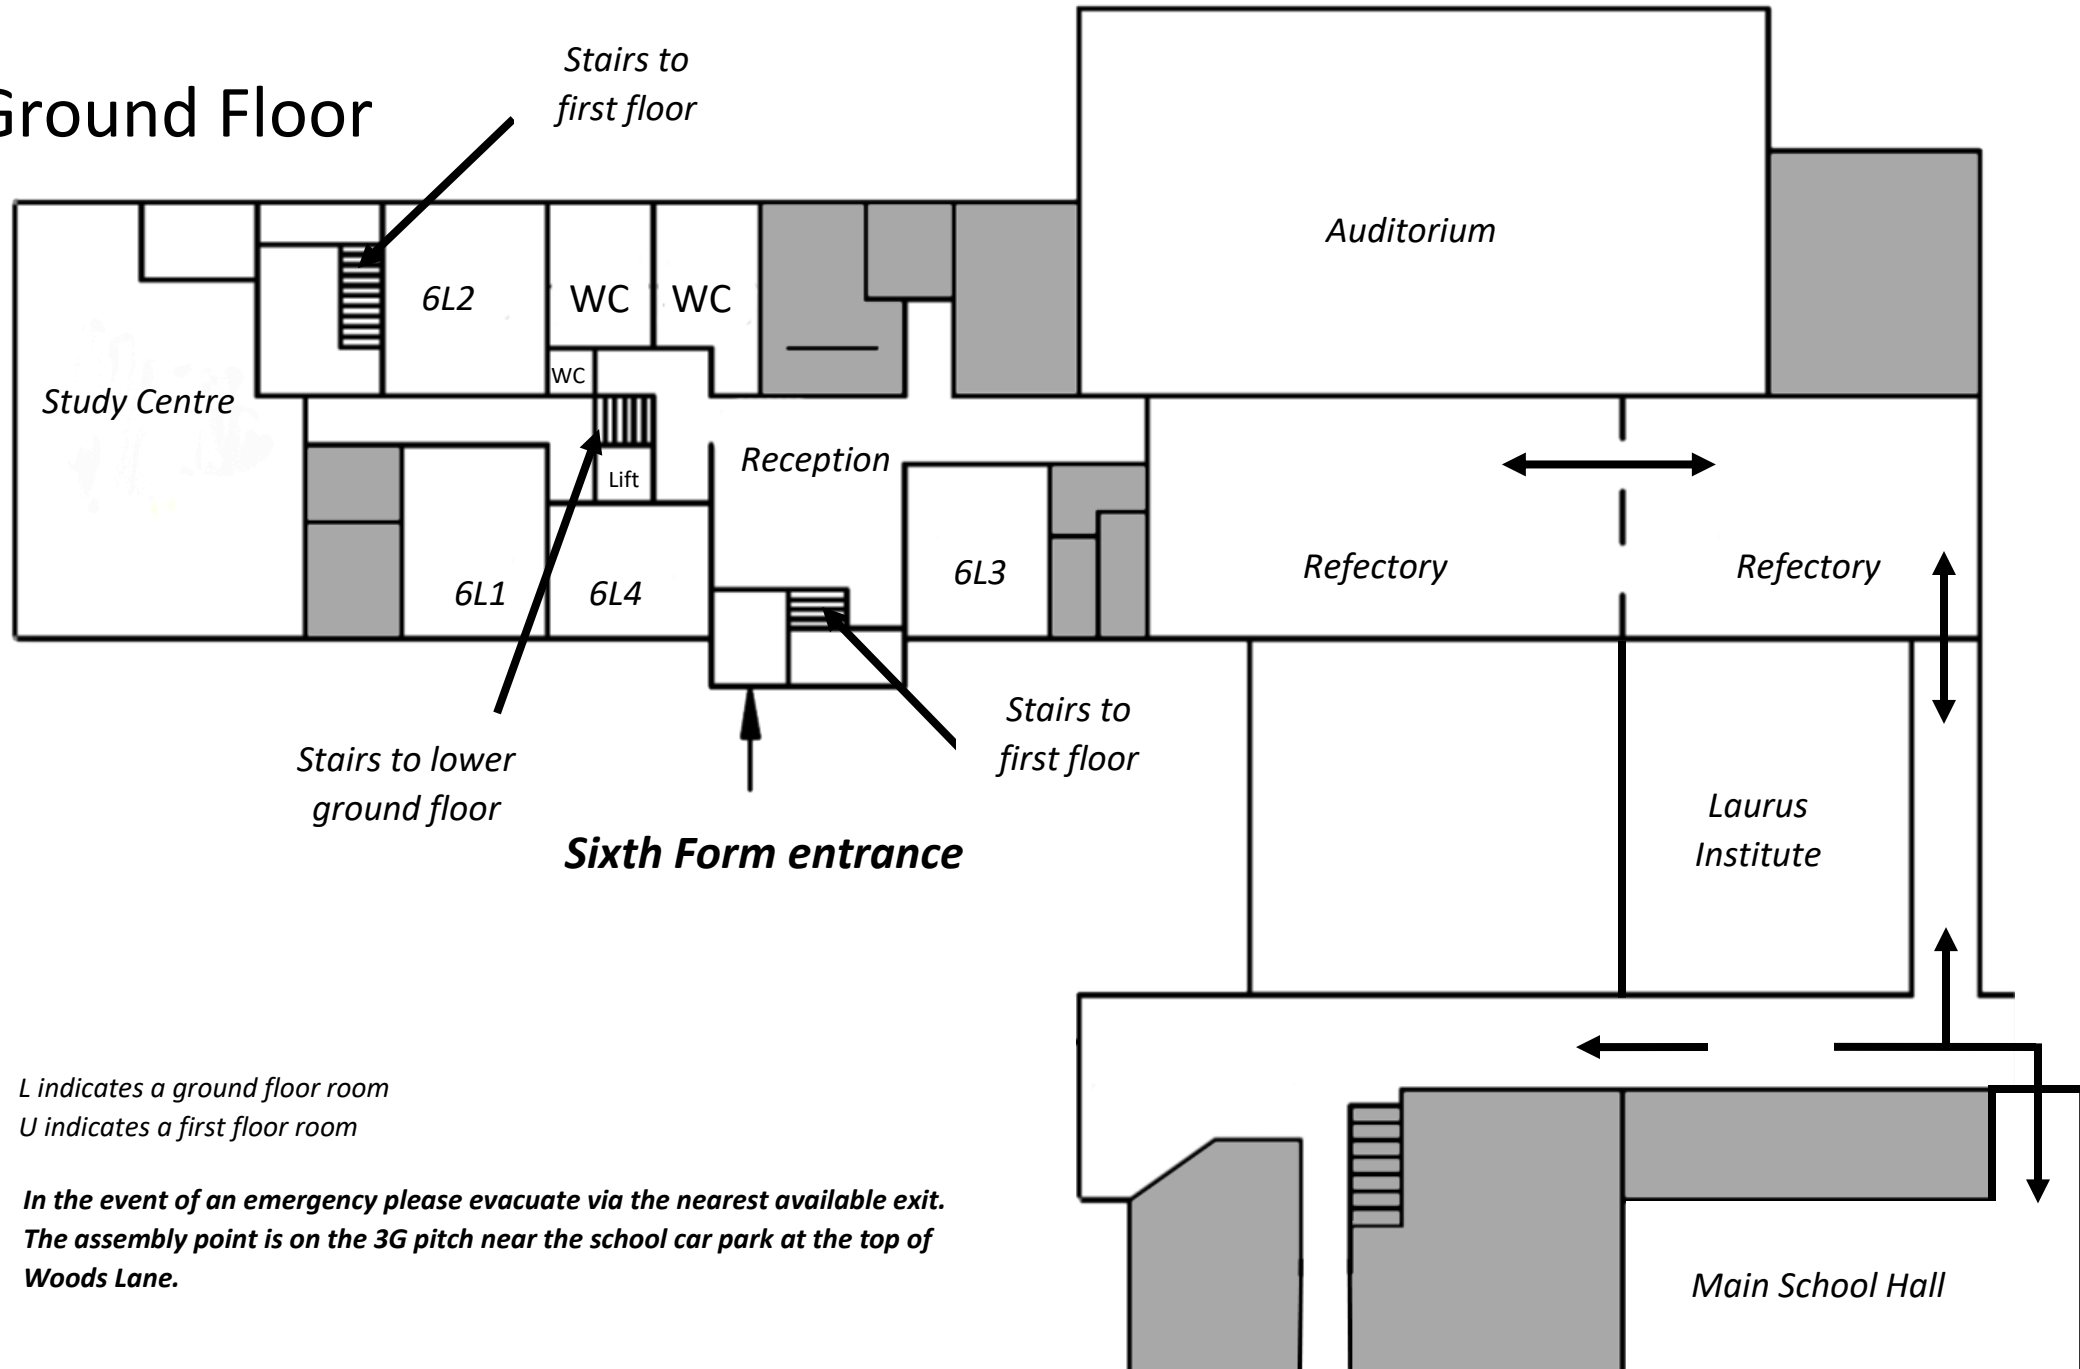 Stairs to
first floor
Ground Floor
Auditorium
6L2
WC
WC
WC
Study Centre
Reception
Lift
6L1
6L4
6L3
Refectory
Refectory
Stairs to lower
ground floor
Stairs to
first floor
Sixth Form entrance
Laurus
Institute
L indicates a ground floor room
U indicates a first floor room
In the event of an emergency please evacuate via the nearest available exit.
The assembly point is on the 3G pitch near the school car park at the top of
Woods Lane.
Main School Hall